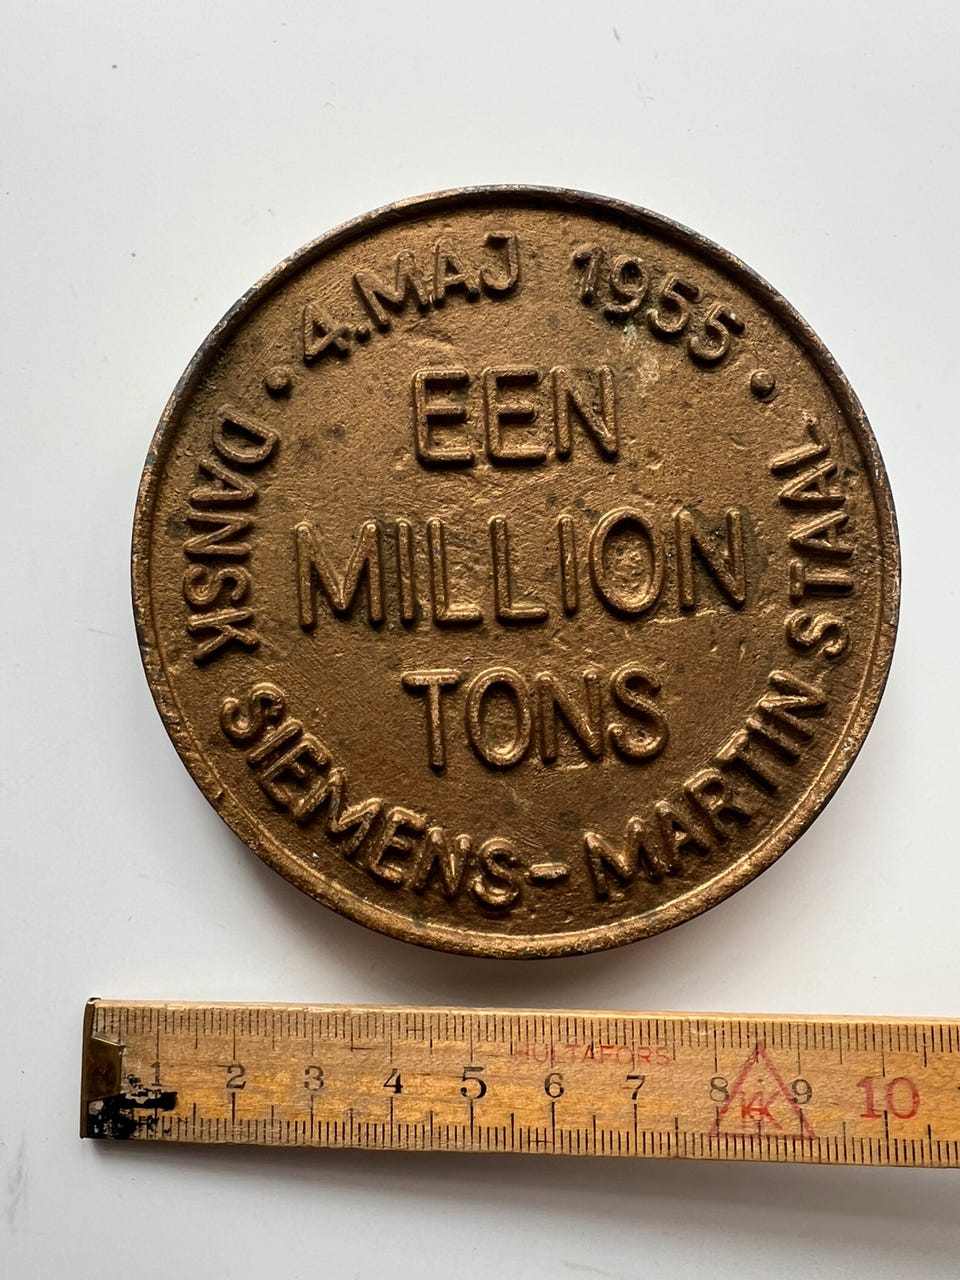 · 4. MAJ 1955 ·
EEN
MILLION
TONS
DANSK SIEMENS-MARTIN STAAL
HULTAFORS
1 2 3 4 5 6 7 8 9 10